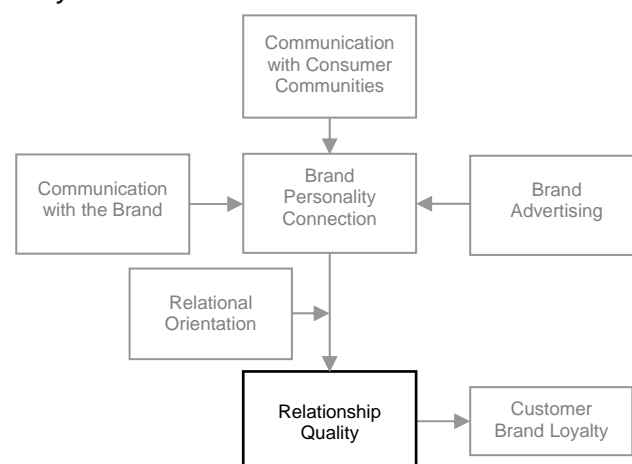 Communication
with Consumer
Communities
Communication
with the Brand
Brand
Personality
Connection
Brand
Advertising
Relational
Orientation
Relationship
Quality
Customer
Brand Loyalty